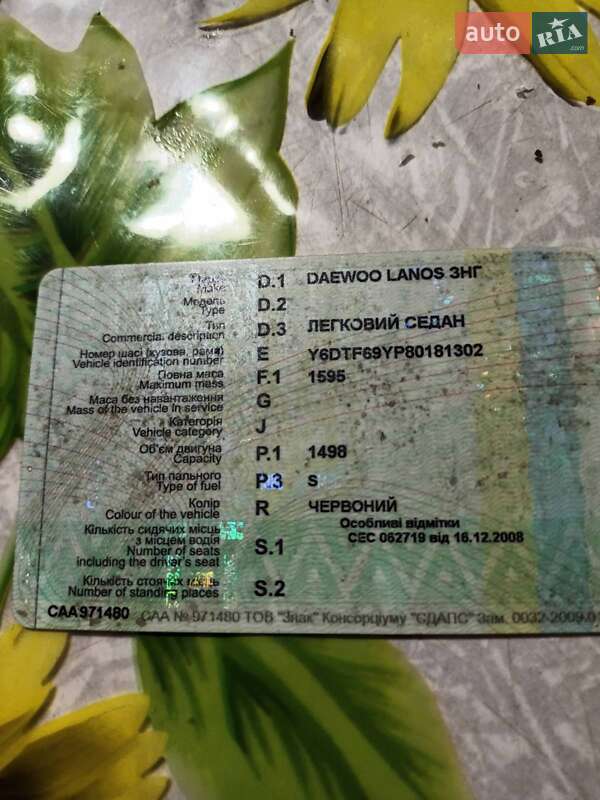 auto RIA .com
Make D.1 DAEWOO LANOS ЗНГ
Модель
Type D.2
Тип
Commercial description D.3 ЛЕГКОВИЙ СЕДАН
Номер шасі (кузова, рами)
Vehicle identification number E Y6DTF69YP80181302
Повна маса
Maximum mass F.1 1595
Маса без навантаження
Mass of the vehicle in service G
Категорія
Vehicle category J
Об'єм двигуна
Capacity P.1 1498
Тип пального
Type of fuel P.3 S
Колір
Colour of the vehicle R ЧЕРВОНИЙ
Кількість сидячих місць
з місцем водія
Number of seats
including the driver's seat S.1
Особливі відмітки
СЕС 062719 від 16.12.2008
Кількість стоячих місць
Number of standing places S.2
САА971480 САА № 971480 ТОВ "Знак" Консорціуму "ЄДАПС" Зам. 0032-2009